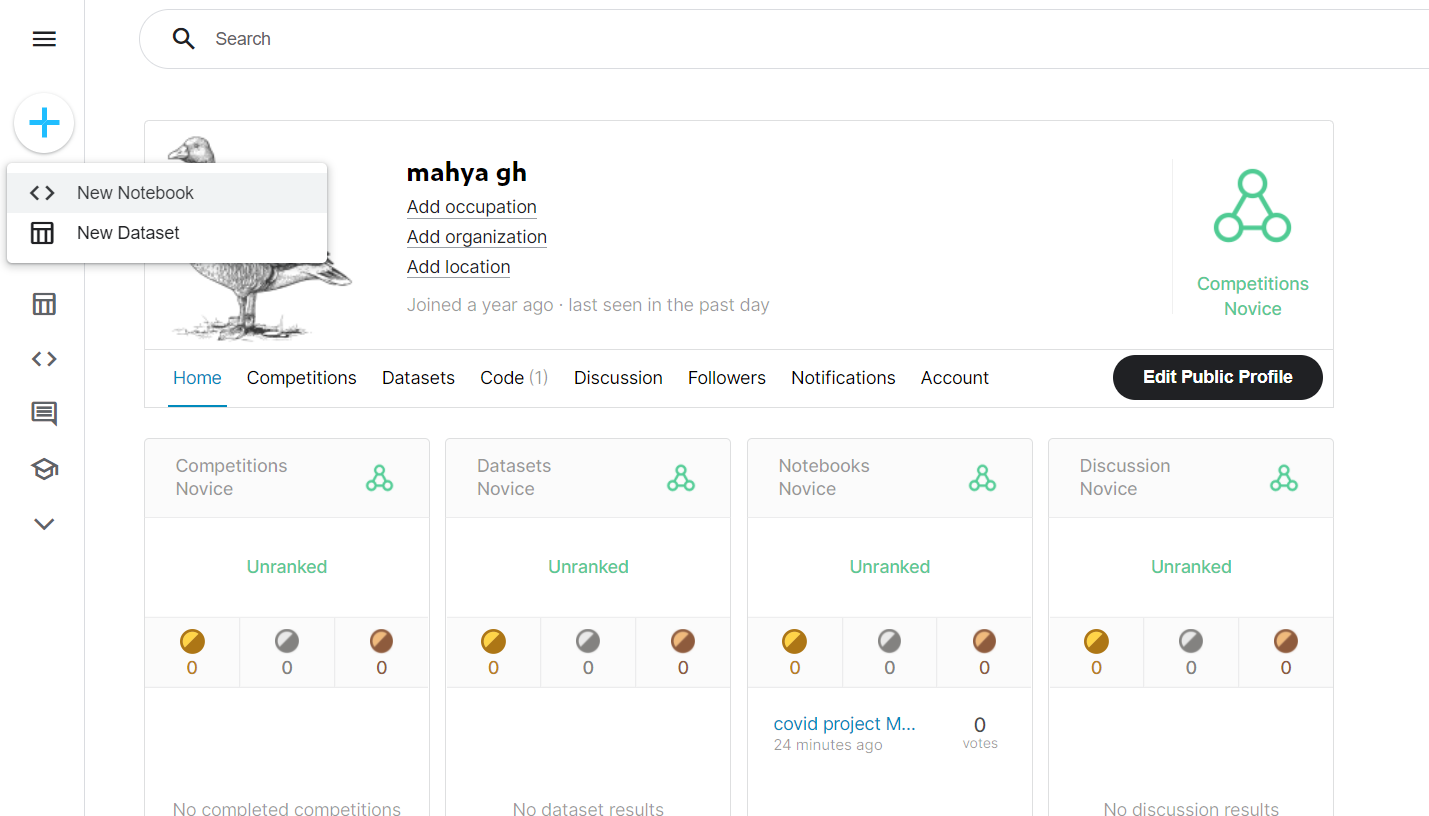 Search
New Notebook
New Dataset
mahya gh
Add occupation
Add organization
Add location
Joined a year ago · last seen in the past day
Competitions
Novice
Home Competitions Datasets Code (1) Discussion Followers Notifications Account Edit Public Profile
Competitions
Novice
Unranked
0 0 0
No completed competitions
Datasets
Novice
Unranked
0 0 0
No dataset results
Notebooks
Novice
Unranked
0 0 0
covid project M... 0
24 minutes ago votes
Discussion
Novice
Unranked
0 0 0
No discussion results